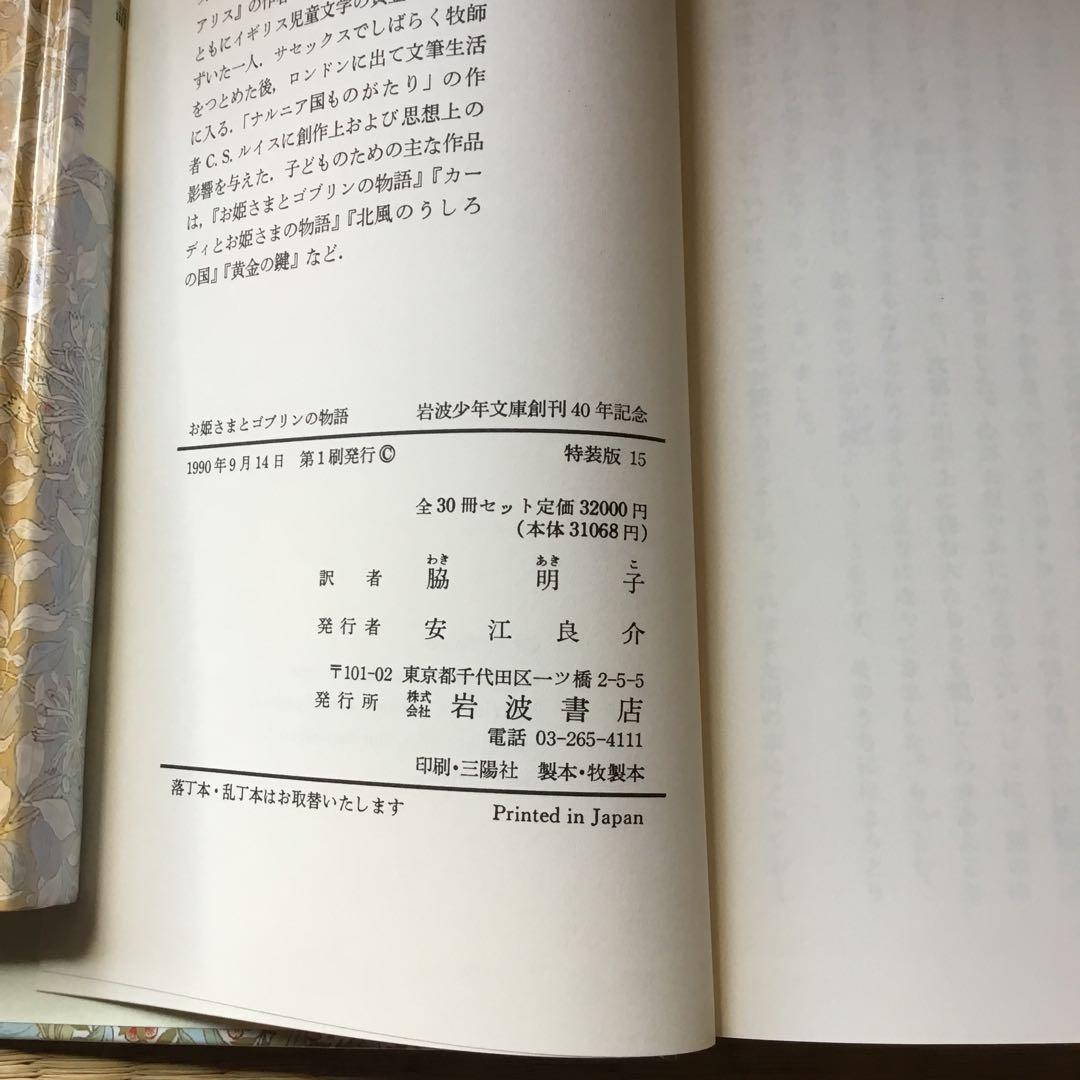 アリス』の作者
ともにイギリス児童文学の黄金
ずいた一人．サセックスでしばらく牧師
をつとめた後，ロンドンに出て文筆生活
に入る．「ナルニア国ものがたり」の作
者C.S.ルイスに創作上および思想上の
影響を与えた．子どものための主な作品
は，『お姫さまとゴブリンの物語』『カー
ディとお姫さまの物語』『北風のうしろ
の国』『黄金の鍵』など．
お姫さまとゴブリンの物語 岩波少年文庫創刊40年記念
1990年9月14日 第1刷発行© 特装版 15
全30冊セット定価32000円
（本体31068円）
わき あき こ
訳者 脇明子
発行者 安江良介
〒101-02 東京都千代田区一ツ橋2-5-5
発行所 株式会社 岩波書店
電話 03-265-4111
印刷・三陽社 製本・牧製本
落丁本・乱丁本はお取替いたします Printed in Japan